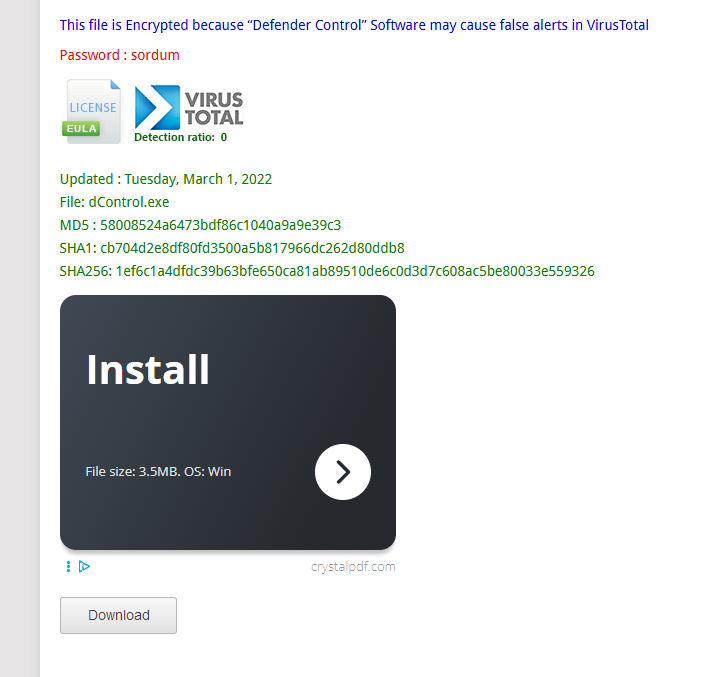 This file is Encrypted because “Defender Control” Software may cause false alerts in VirusTotal
Password : sordum
LICENSE
EULA
VIRUS
TOTAL
Detection ratio: 0
Updated : Tuesday, March 1, 2022
File: dControl.exe
MD5 : 58008524a6473bdf86c1040a9a9e39c3
SHA1: cb704d2e8df80fd3500a5b817966dc262d80ddb8
SHA256: 1ef6c1a4dfdc39b63bfe650ca81ab89510de6c0d3d7c608ac5be80033e559326
Install
File size: 3.5MB. OS: Win
crystalpdf.com
Download